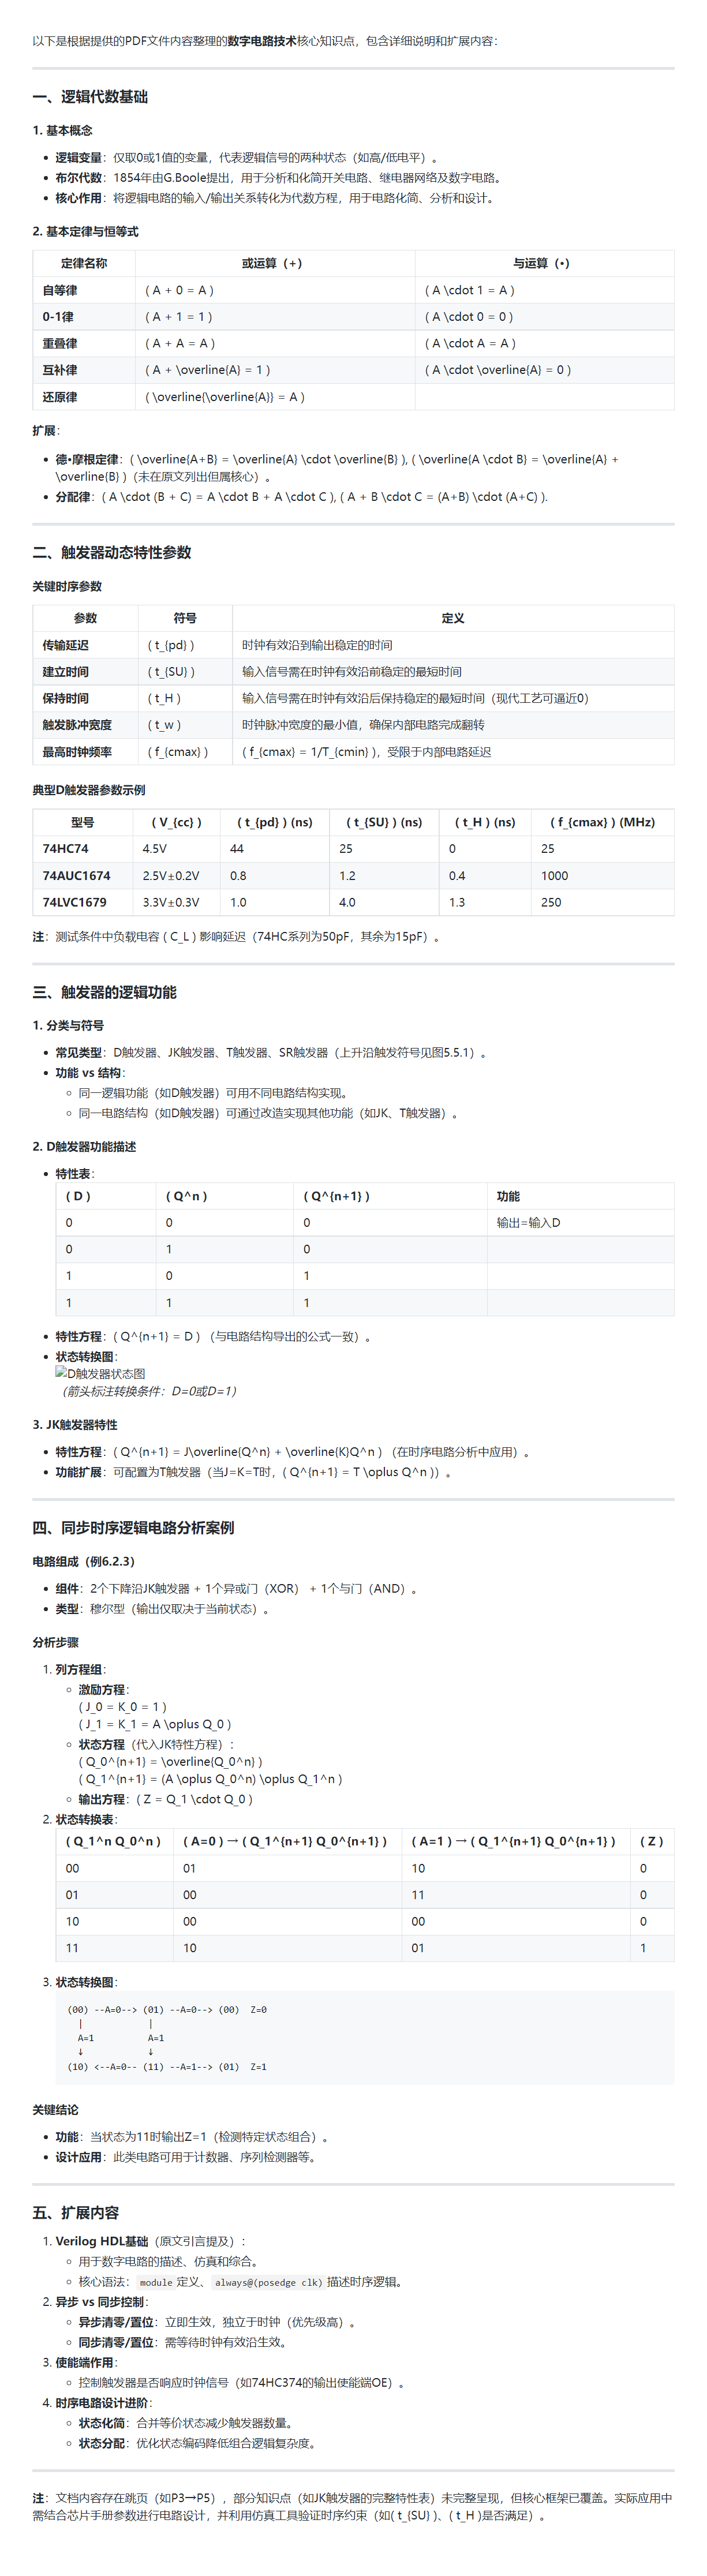 以下是根据提供的PDF文件内容整理的数字电路技术核心知识点，包含详细说明和扩展内容：
一、逻辑代数基础
1. 基本概念
• 逻辑变量：仅取0或1值的变量，代表逻辑信号的两种状态（如高/低电平）。
• 布尔代数：1854年由G.Boole提出，用于分析和化简开关电路、继电器网络及数字电路。
• 核心作用：将逻辑电路的输入/输出关系转化为代数方程，用于电路化简、分析和设计。
2. 基本定律与恒等式
定律名称 或运算（+） 与运算（·）
自等律 ( A + 0 = A ) ( A \cdot 1 = A )
0-1律 ( A + 1 = 1 ) ( A \cdot 0 = 0 )
重叠律 ( A + A = A ) ( A \cdot A = A )
互补律 ( A + \overline{A} = 1 ) ( A \cdot \overline{A} = 0 )
还原律 ( \overline{\overline{A}} = A )
扩展：
• 德·摩根定律：( \overline{A+B} = \overline{A} \cdot \overline{B} ), ( \overline{A \cdot B} = \overline{A} +
\overline{B} )（未在原文列出但属核心）。
• 分配律：( A \cdot (B + C) = A \cdot B + A \cdot C ), ( A + B \cdot C = (A+B) \cdot (A+C) ).
二、触发器动态特性参数
关键时序参数
参数 符号 定义
传输延迟 ( t_{pd} ) 时钟有效沿到输出稳定的时间
建立时间 ( t_{SU} ) 输入信号需在时钟有效沿前稳定的最短时间
保持时间 ( t_H ) 输入信号需在时钟有效沿后保持稳定的最短时间（现代工艺可逼近0）
触发脉冲宽度 ( t_w ) 时钟脉冲宽度的最小值，确保内部电路完成翻转
最高时钟频率 ( f_{cmax} ) ( f_{cmax} = 1/T_{cmin} )，受限于内部电路延迟
典型D触发器参数示例
型号 ( V_{cc} ) ( t_{pd} ) (ns) ( t_{SU} ) (ns) ( t_H ) (ns) ( f_{cmax} ) (MHz)
74HC74 4.5V 44 25 0 25
74AUC1674 2.5V±0.2V 0.8 1.2 0.4 1000
74LVC1679 3.3V±0.3V 1.0 4.0 1.3 250
注：测试条件中负载电容 ( C_L ) 影响延迟（74HC系列为50pF，其余为15pF）。
三、触发器的逻辑功能
1. 分类与符号
• 常见类型：D触发器、JK触发器、T触发器、SR触发器（上升沿触发符号见图5.5.1）。
• 功能 vs 结构：
◦ 同一逻辑功能（如D触发器）可用不同电路结构实现。
◦ 同一电路结构（如D触发器）可通过改造实现其他功能（如JK、T触发器）。
2. D触发器功能描述
• 特性表：
( D ) ( Q^n ) ( Q^{n+1} ) 功能
0 0 0 输出=输入D
0 1 0
1 0 1
1 1 1
• 特性方程：( Q^{n+1} = D )（与电路结构导出的公式一致）。
• 状态转换图：
D触发器状态图
（箭头标注转换条件：D=0或D=1）
3. JK触发器特性
• 特性方程：( Q^{n+1} = J\overline{Q^n} + \overline{K}Q^n )（在时序电路分析中应用）。
• 功能扩展：可配置为T触发器（当J=K=T时，( Q^{n+1} = T \oplus Q^n )）。
四、同步时序逻辑电路分析案例
电路组成（例6.2.3）
• 组件：2个下降沿JK触发器 + 1个异或门（XOR） + 1个与门（AND）。
• 类型：穆尔型（输出仅取决于当前状态）。
分析步骤
1. 列方程组：
◦ 激励方程：
( J_0 = K_0 = 1 )
( J_1 = K_1 = A \oplus Q_0 )
◦ 状态方程（代入JK特性方程）：
( Q_0^{n+1} = \overline{Q_0^n} )
( Q_1^{n+1} = (A \oplus Q_0^n) \oplus Q_1^n )
◦ 输出方程：( Z = Q_1 \cdot Q_0 )
2. 状态转换表：
( Q_1^n Q_0^n ) ( A=0 ) → ( Q_1^{n+1} Q_0^{n+1} ) ( A=1 ) → ( Q_1^{n+1} Q_0^{n+1} ) ( Z )
00 01 10 0
01 00 11 0
10 00 00 0
11 10 01 1
3. 状态转换图：
(00) --A=0--> (01) --A=0--> (00) Z=0
| |
A=1 A=1
↓ ↓
(10) <--A=0-- (11) --A=1--> (01) Z=1
关键结论
• 功能：当状态为11时输出Z=1（检测特定状态组合）。
• 设计应用：此类电路可用于计数器、序列检测器等。
五、扩展内容
1. Verilog HDL基础（原文引言提及）：
◦ 用于数字电路的描述、仿真和综合。
◦ 核心语法：module定义、always@(posedge clk)描述时序逻辑。
2. 异步 vs 同步控制：
◦ 异步清零/置位：立即生效，独立于时钟（优先级高）。
◦ 同步清零/置位：需等待时钟有效沿生效。
3. 使能端作用：
◦ 控制触发器是否响应时钟信号（如74HC374的输出使能端OE）。
4. 时序电路设计进阶：
◦ 状态化简：合并等价状态减少触发器数量。
◦ 状态分配：优化状态编码降低组合逻辑复杂度。
注：文档内容存在跳页（如P3→P5），部分知识点（如JK触发器的完整特性表）未完整呈现，但核心框架已覆盖。实际应用中
需结合芯片手册参数进行电路设计，并利用仿真工具验证时序约束（如( t_{SU} )、( t_H )是否满足）。